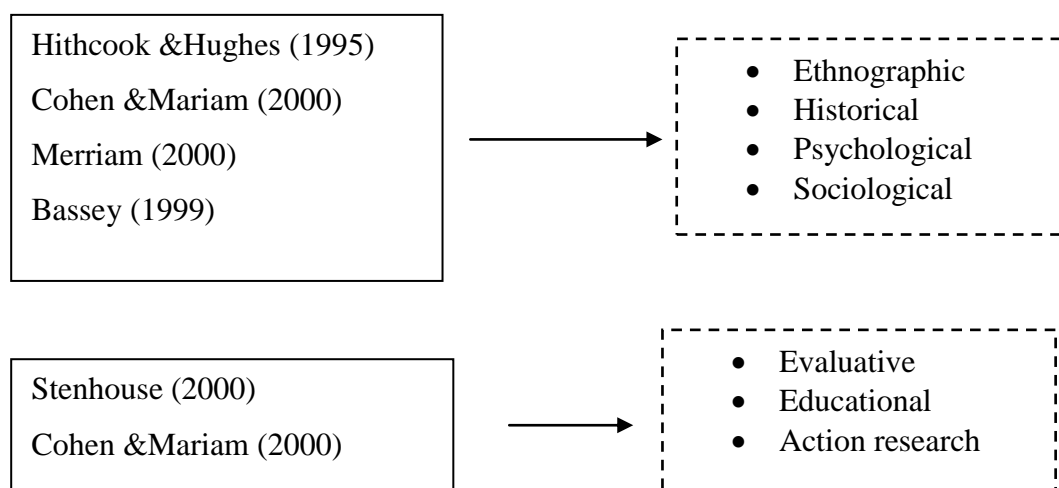 Hithcook &Hughes (1995)
Cohen &Mariam (2000)
Merriam (2000)
Bassey (1999)
• Ethnographic
• Historical
• Psychological
• Sociological
Stenhouse (2000)
Cohen &Mariam (2000)
• Evaluative
• Educational
• Action research